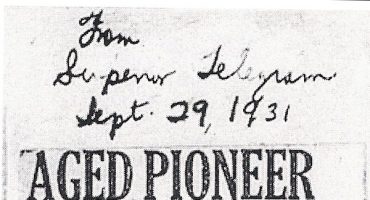 From
Superior Telegram
Sept. 29, 1931
AGED PIONEER